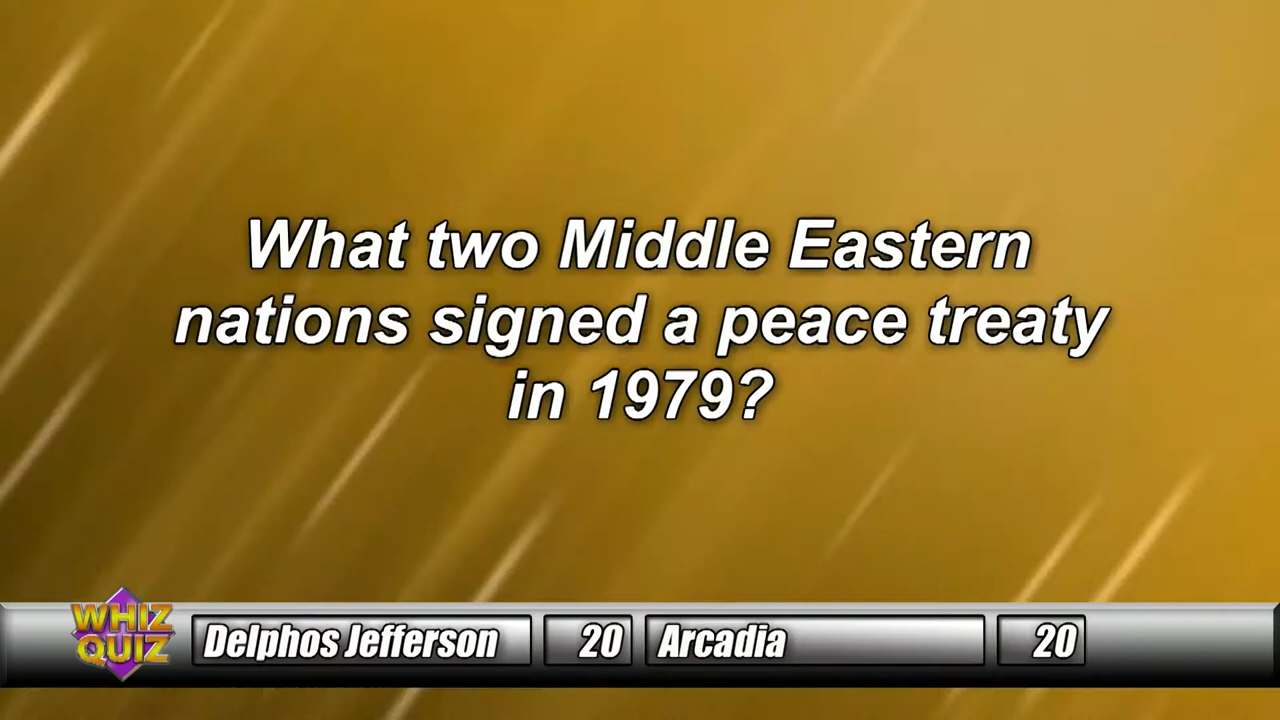 What two Middle Eastern
nations signed a peace treaty
in 1979?
WHIZ
QUIZ
Delphos Jefferson 20 Arcadia 20